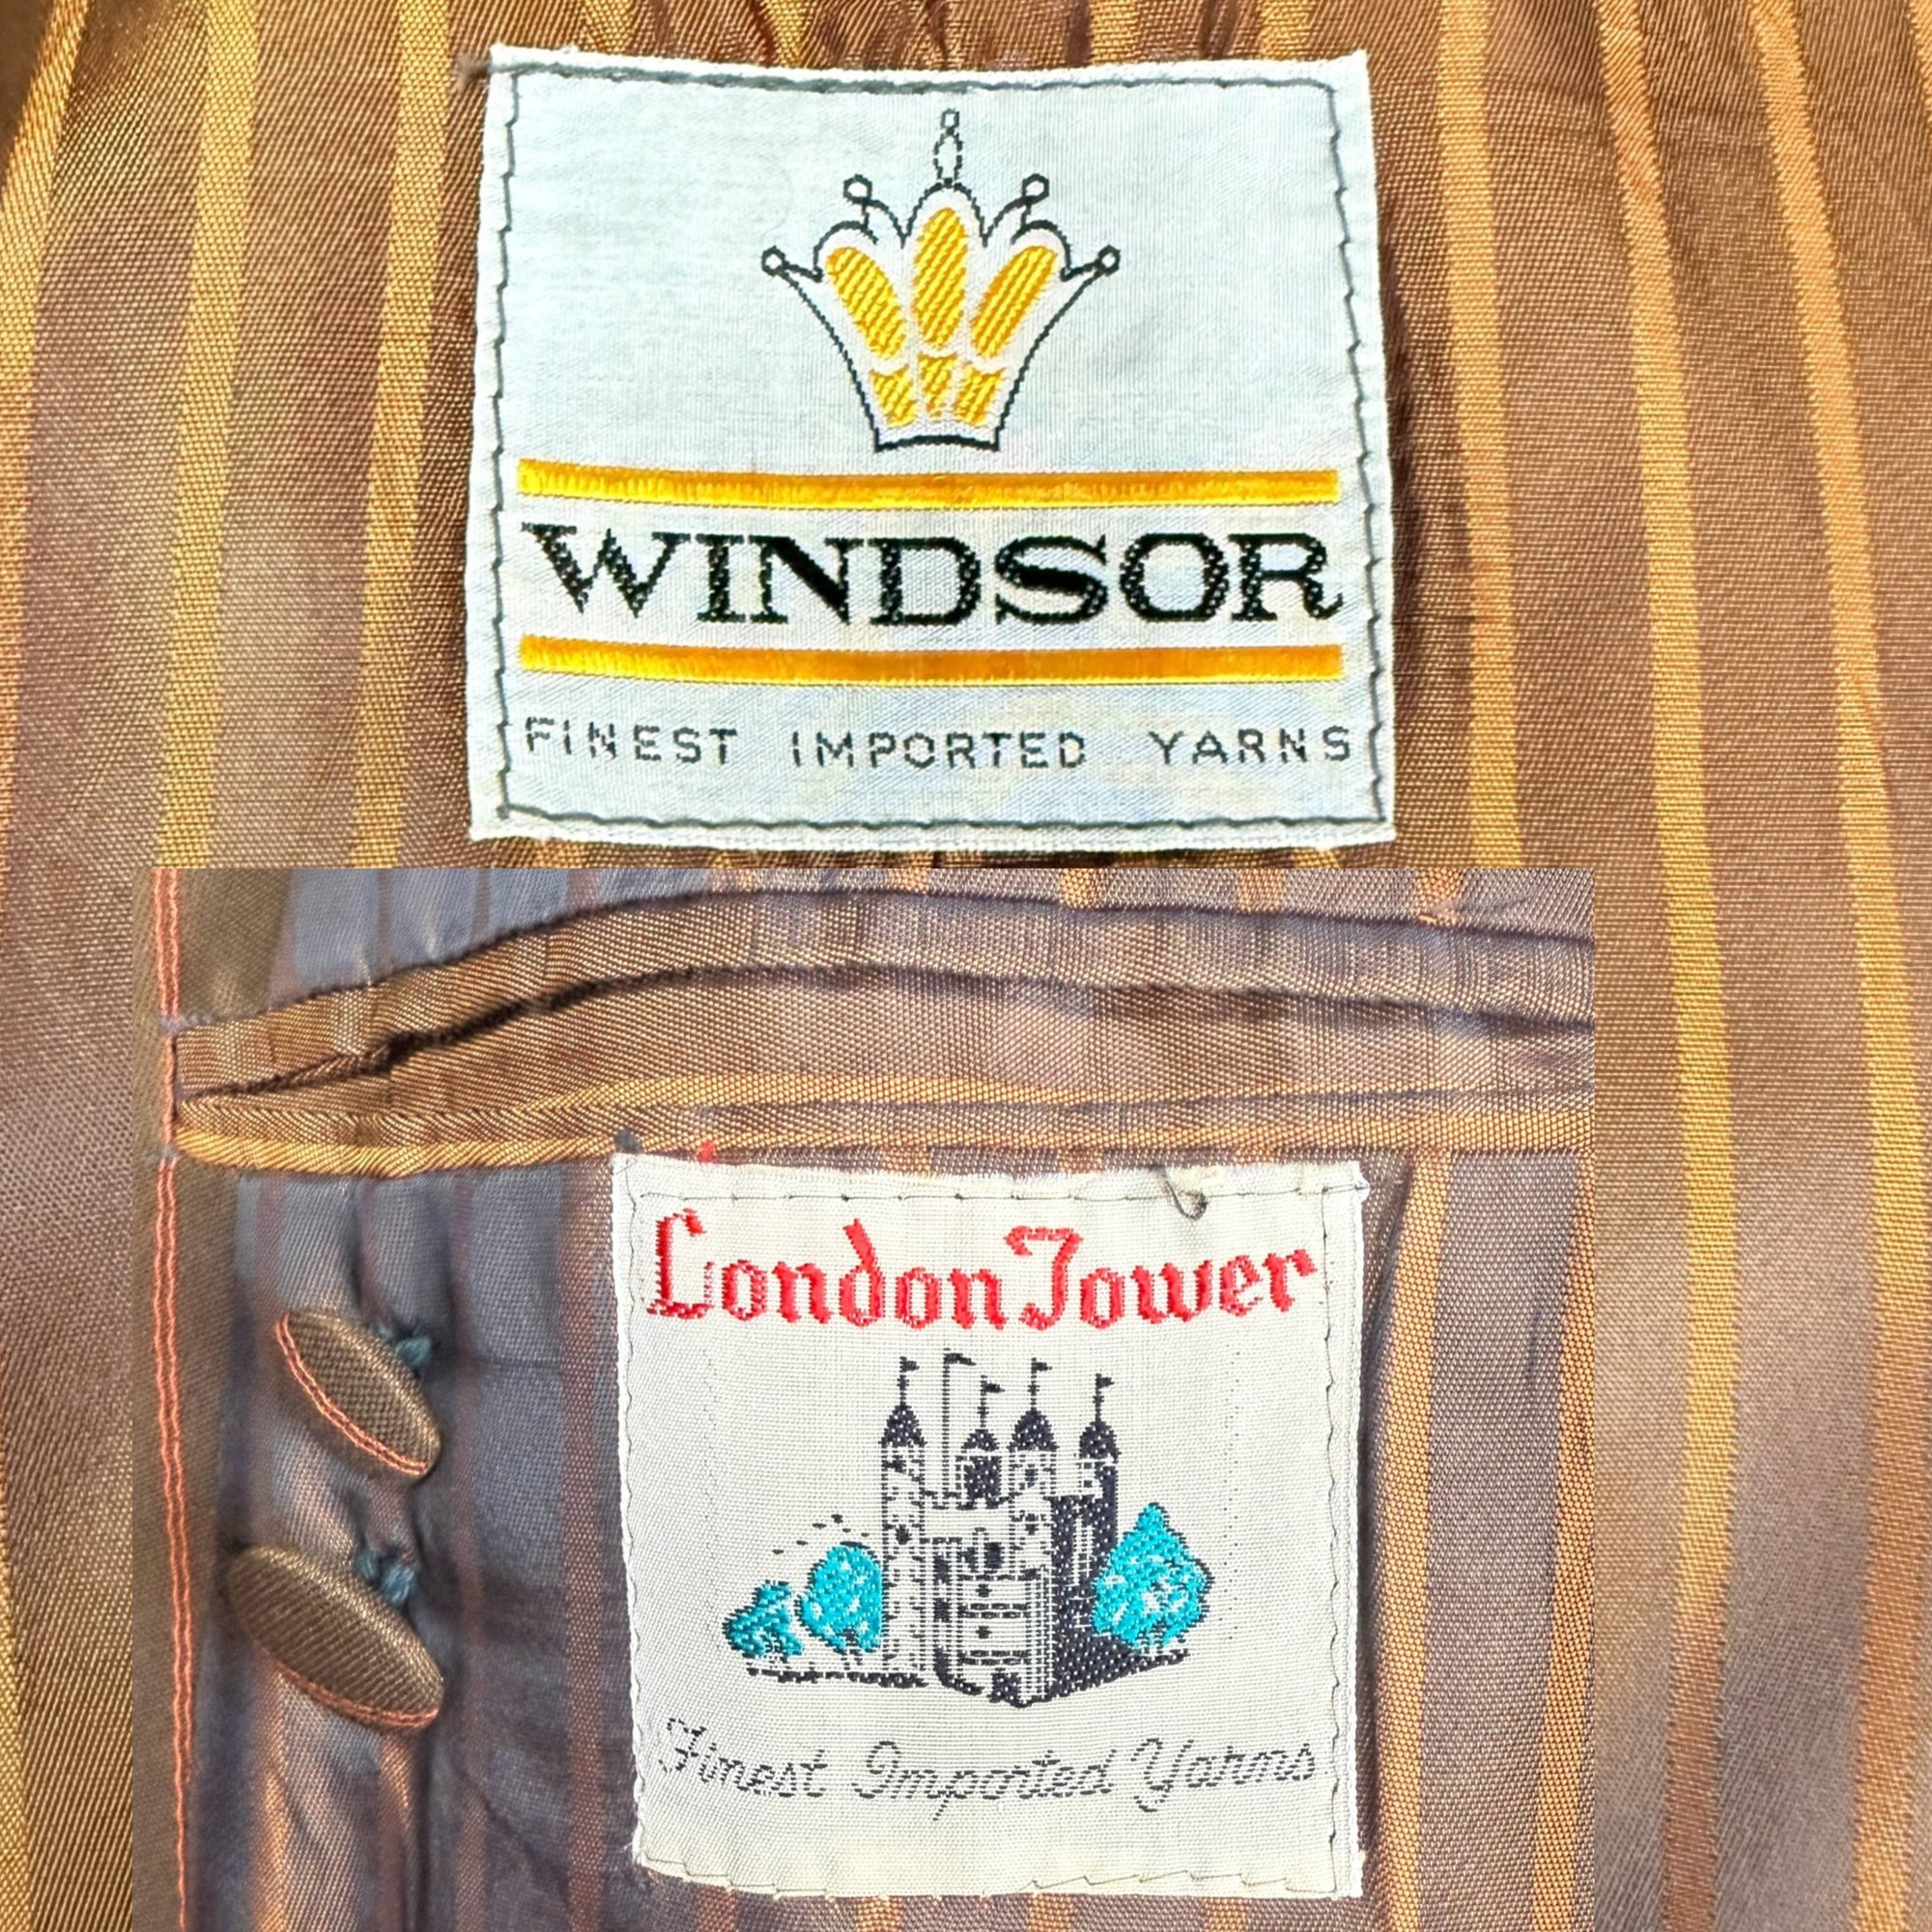 WINDSOR
FINEST IMPORTED YARNS
London Tower
Finest Imported Yarns